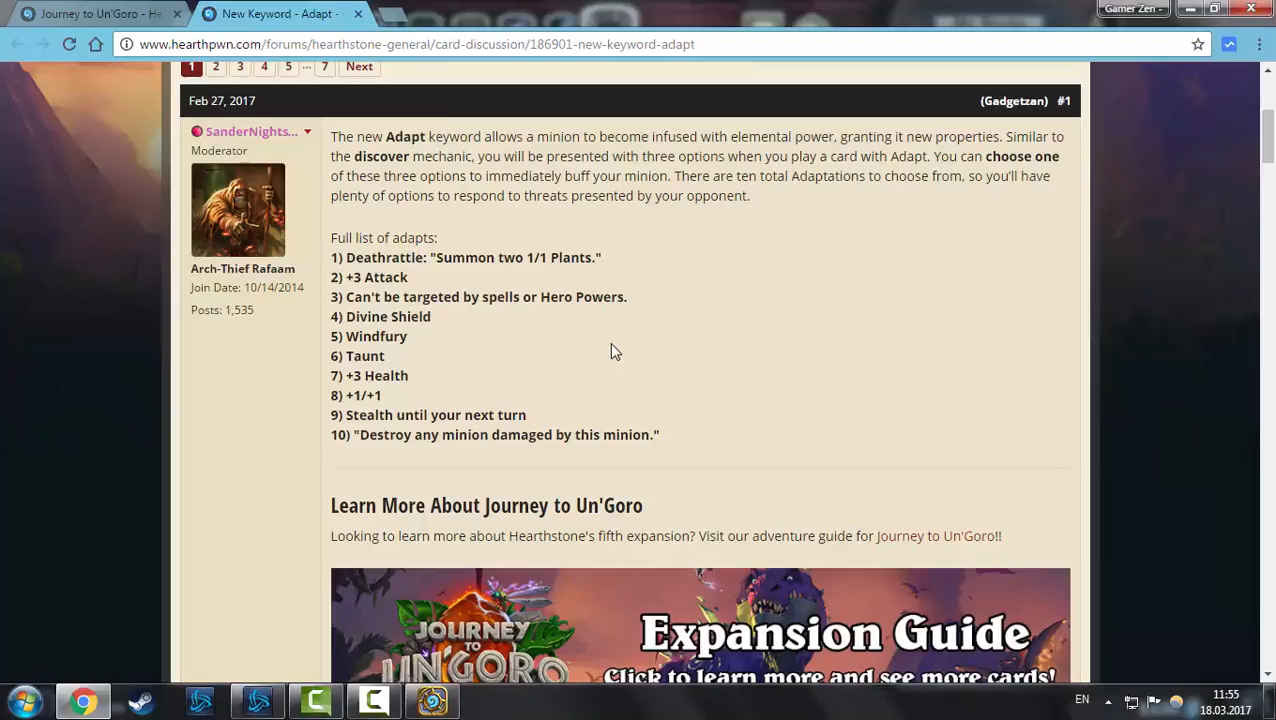 Journey to Un'Goro - He
New Keyword - Adapt -
Gamer Zen -
www.hearthpwn.com/forums/hearthstone-general/card-discussion/186901-new-keyword-adapt
1 2 3 4 5 ... 7 Next
Feb 27, 2017
(Gadgetzan) #1
SanderNights...
Moderator
Arch-Thief Rafaam
Join Date: 10/14/2014
Posts: 1,535
The new Adapt keyword allows a minion to become infused with elemental power, granting it new properties. Similar to
the discover mechanic, you will be presented with three options when you play a card with Adapt. You can choose one
of these three options to immediately buff your minion. There are ten total Adaptations to choose from, so you'll have
plenty of options to respond to threats presented by your opponent.
Full list of adapts:
1) Deathrattle: "Summon two 1/1 Plants."
2) +3 Attack
3) Can't be targeted by spells or Hero Powers.
4) Divine Shield
5) Windfury
6) Taunt
7) +3 Health
8) +1/+1
9) Stealth until your next turn
10) "Destroy any minion damaged by this minion."
Learn More About Journey to Un'Goro
Looking to learn more about Hearthstone's fifth expansion? Visit our adventure guide for Journey to Un'Goro!!
JOURNEY
TO
UN'GORO
Expansion Guide
Click to learn more and see more cards!
EN
11:55
18.03.2017